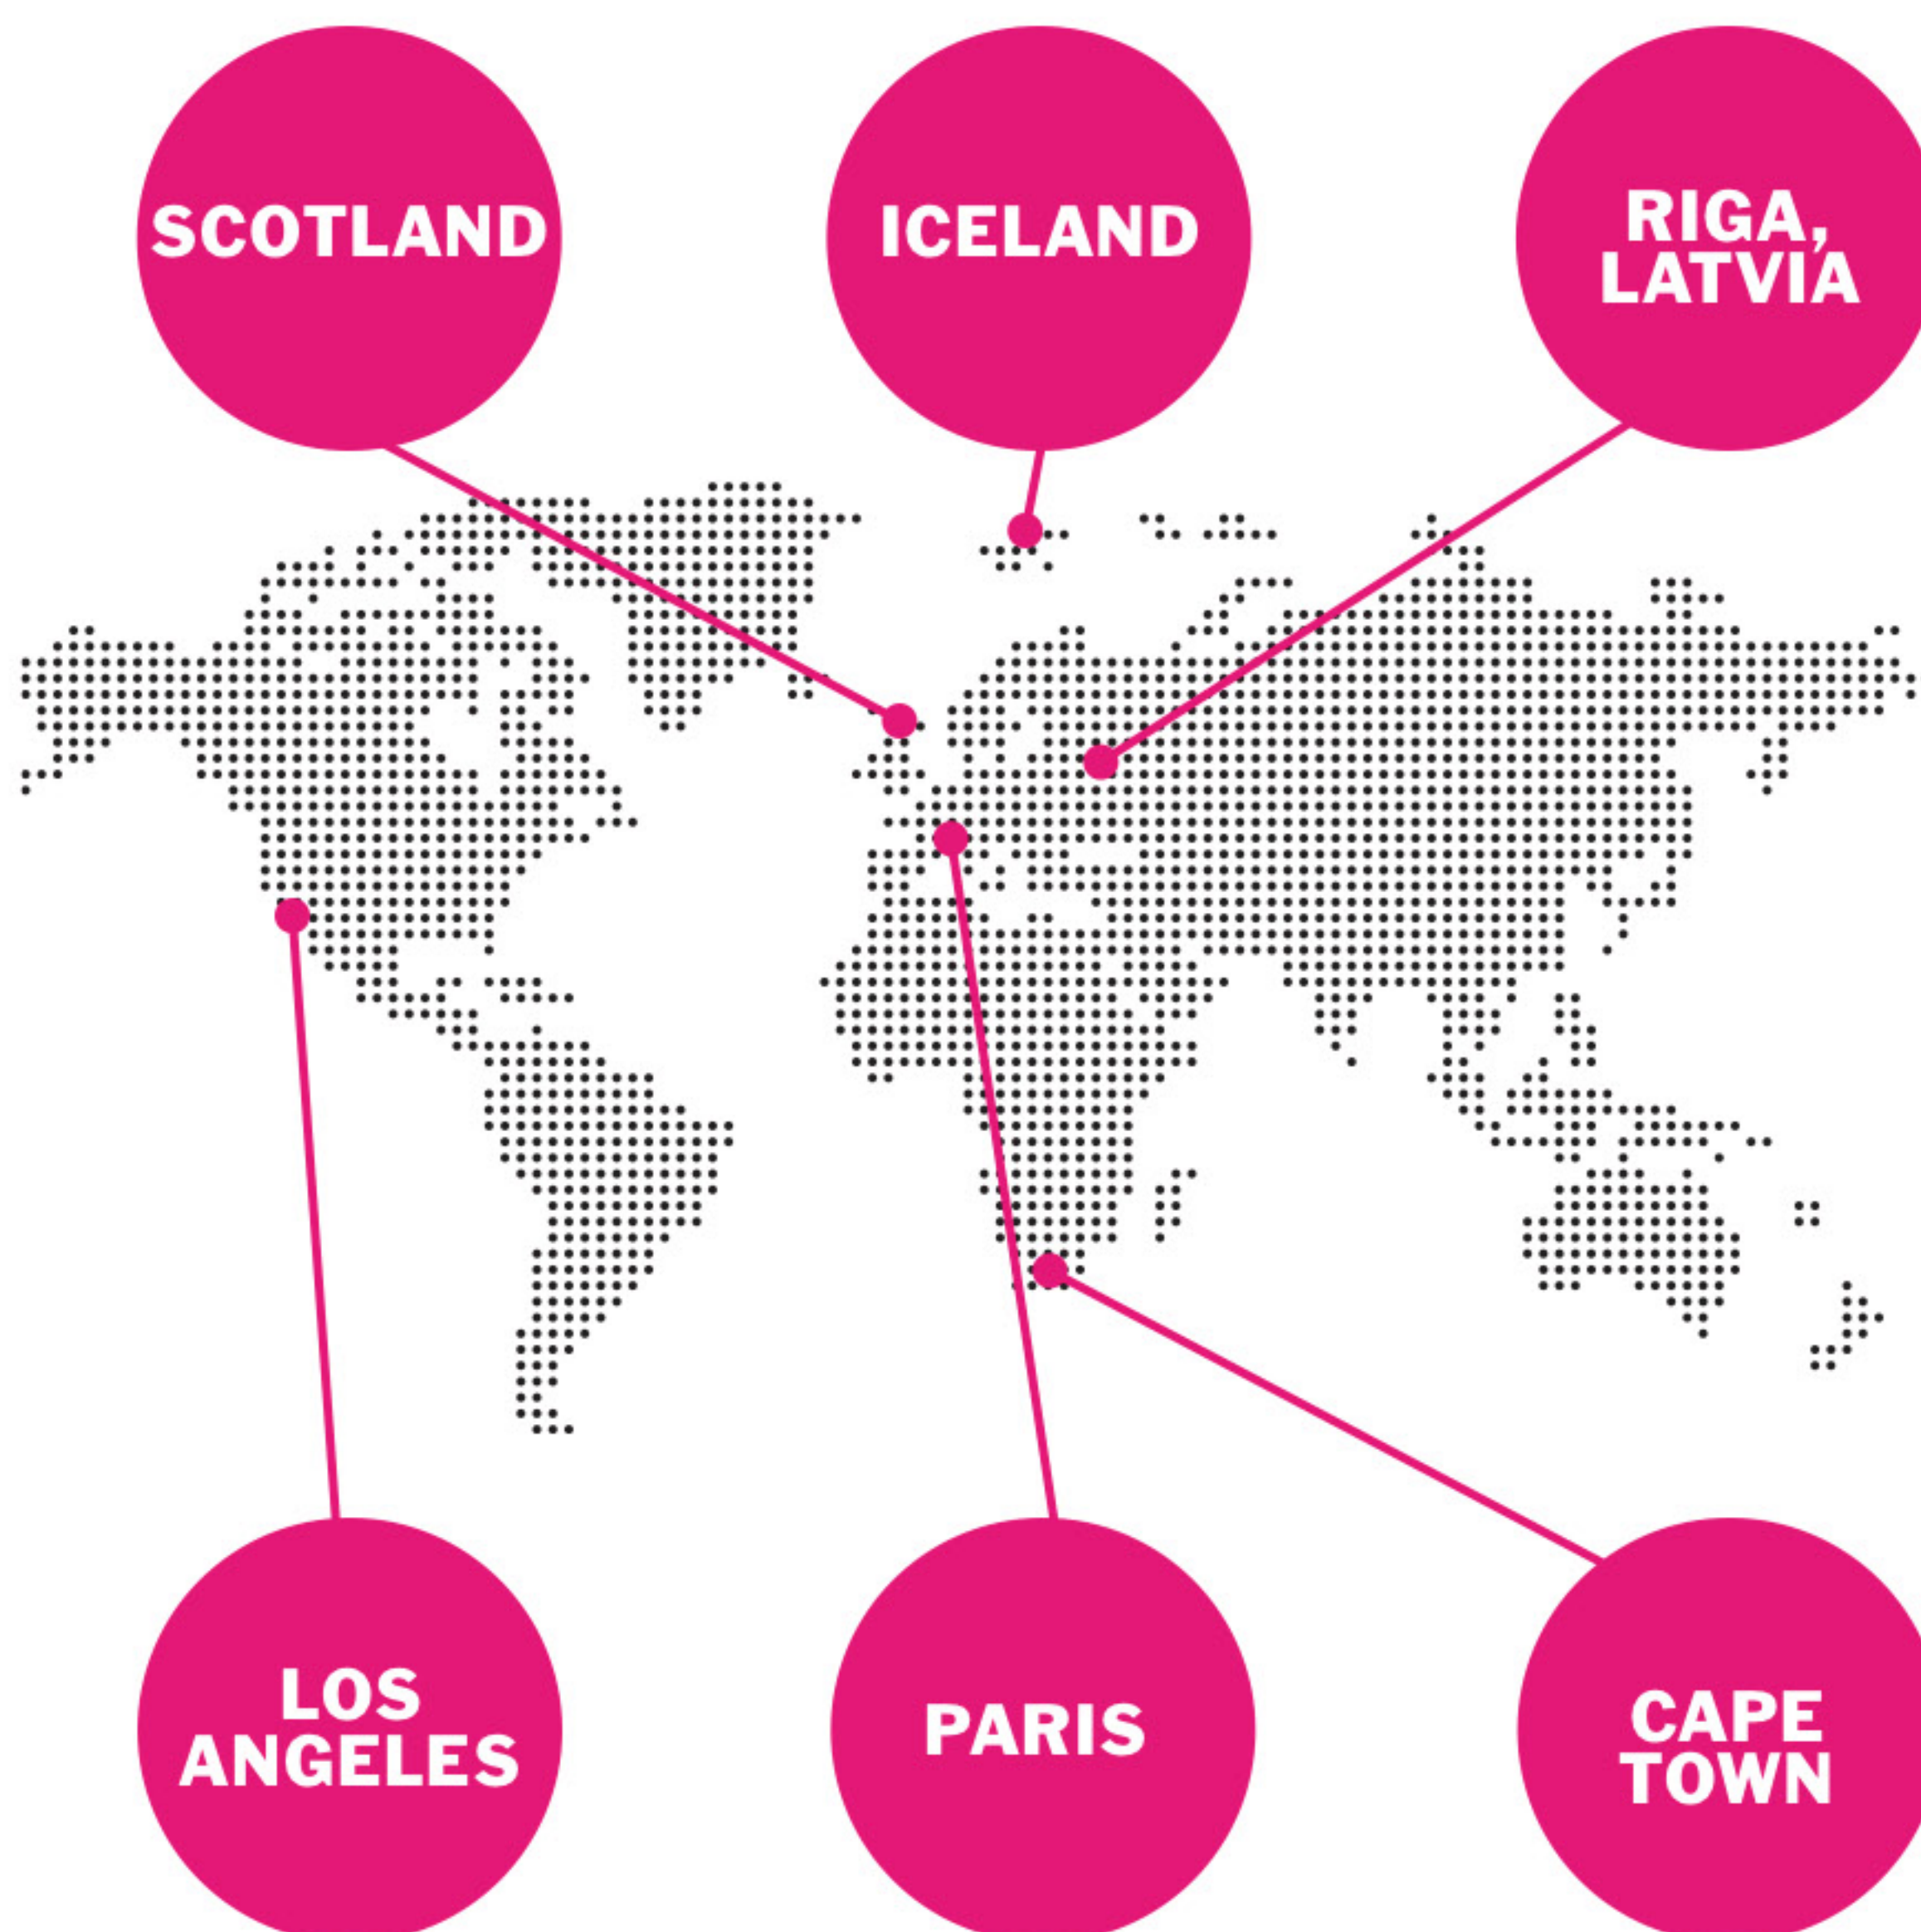 SCOTLAND
ICELAND
RIGA,
LATVIA
LOS
ANGELES
PARIS
CAPE
TOWN